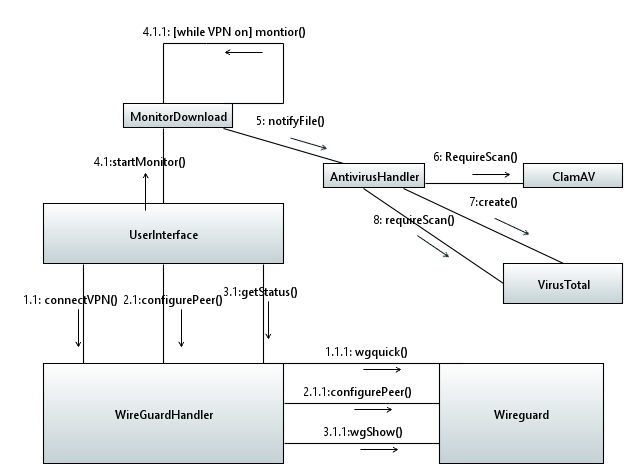 4.1.1: [while VPN on] montior()
MonitorDownload
5: notifyFile()
6: RequireScan()
4.1:startMonitor()
AntivirusHandler
ClamAV
7:create()
8: requireScan()
UserInterface
VirusTotal
1.1: connectVPN()
2.1:configurePeer()
3.1:getStatus()
1.1.1: wgquick()
2.1.1:configurePeer()
WireGuardHandler
Wireguard
3.1.1:wgShow()